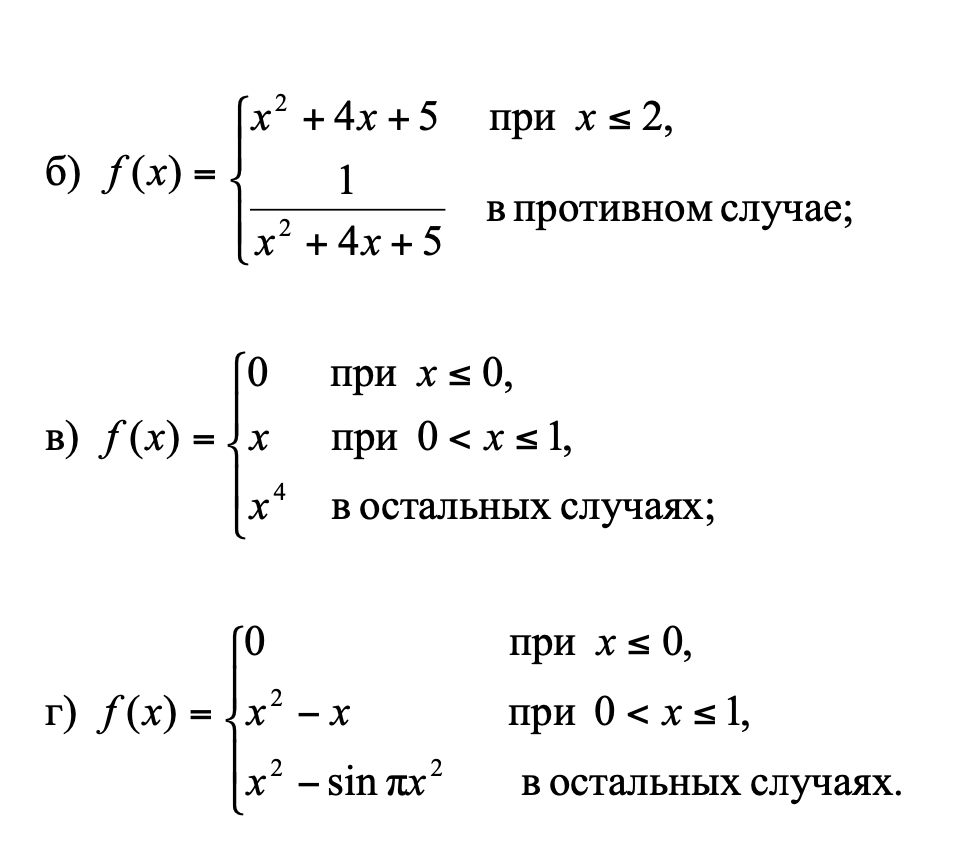 б) f(x) = { x² + 4x + 5 при x ≤ 2,
1 / (x² + 4x + 5) в противном случае;
в) f(x) = { 0 при x ≤ 0,
x при 0 < x ≤ 1,
x⁴ в остальных случаях;
г) f(x) = { 0 при x ≤ 0,
x² − x при 0 < x ≤ 1,
x² − sin πx² в остальных случаях.